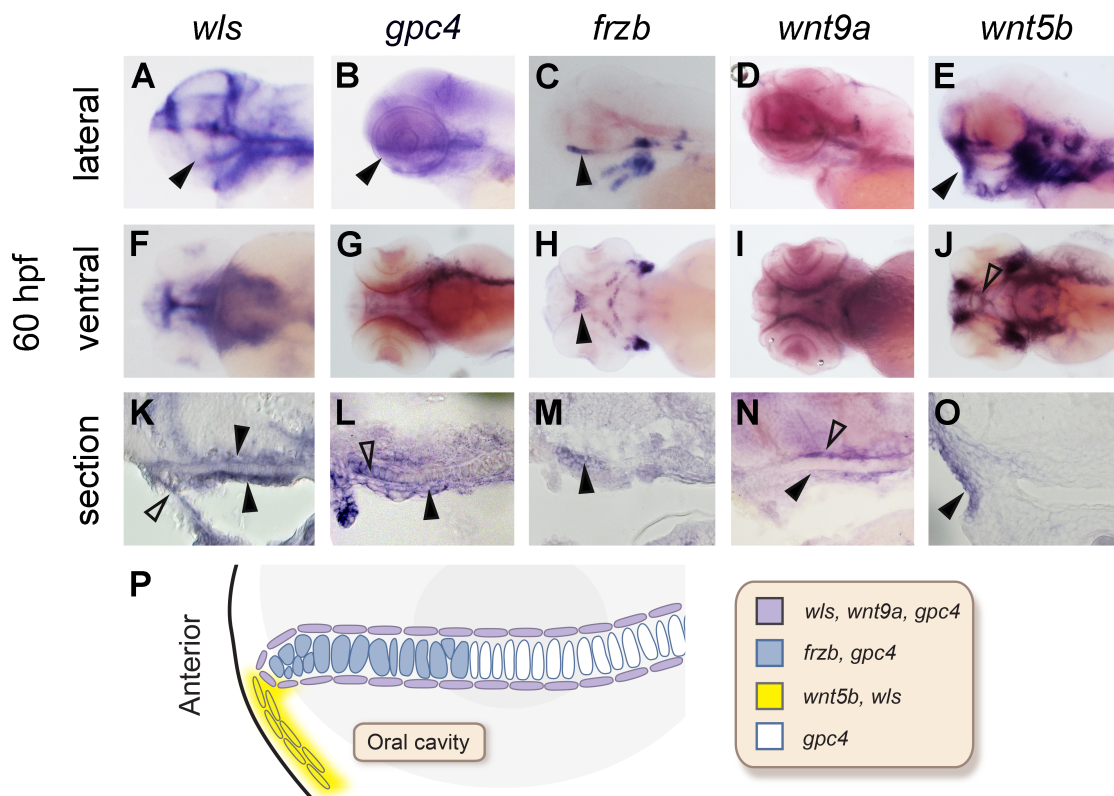 wls gpc4 frzb wnt9a wnt5b
60 hpf
lateral
A B C D E
ventral
F G H I J
section
K L M N O
P
Anterior
Oral cavity
wls, wnt9a, gpc4
frzb, gpc4
wnt5b, wls
gpc4